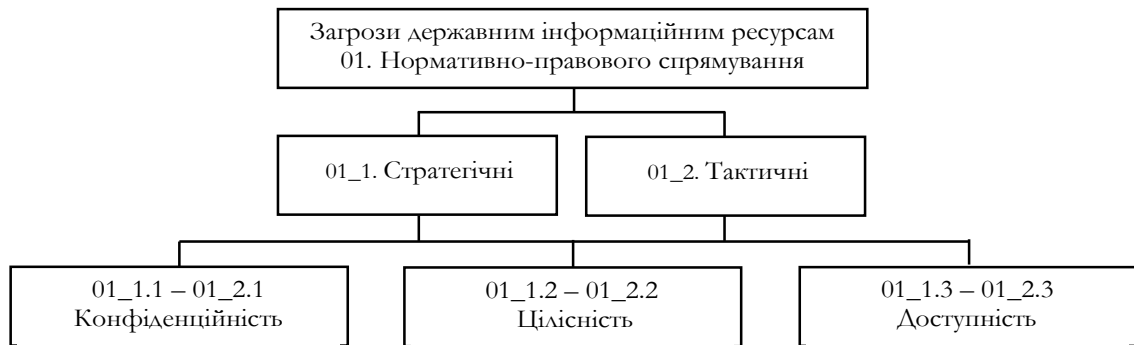 Загрози державним інформаційним ресурсам
01. Нормативно-правового спрямування
01_1. Стратегічні
01_2. Тактичні
01_1.1 – 01_2.1
Конфіденційність
01_1.2 – 01_2.2
Цілісність
01_1.3 – 01_2.3
Доступність